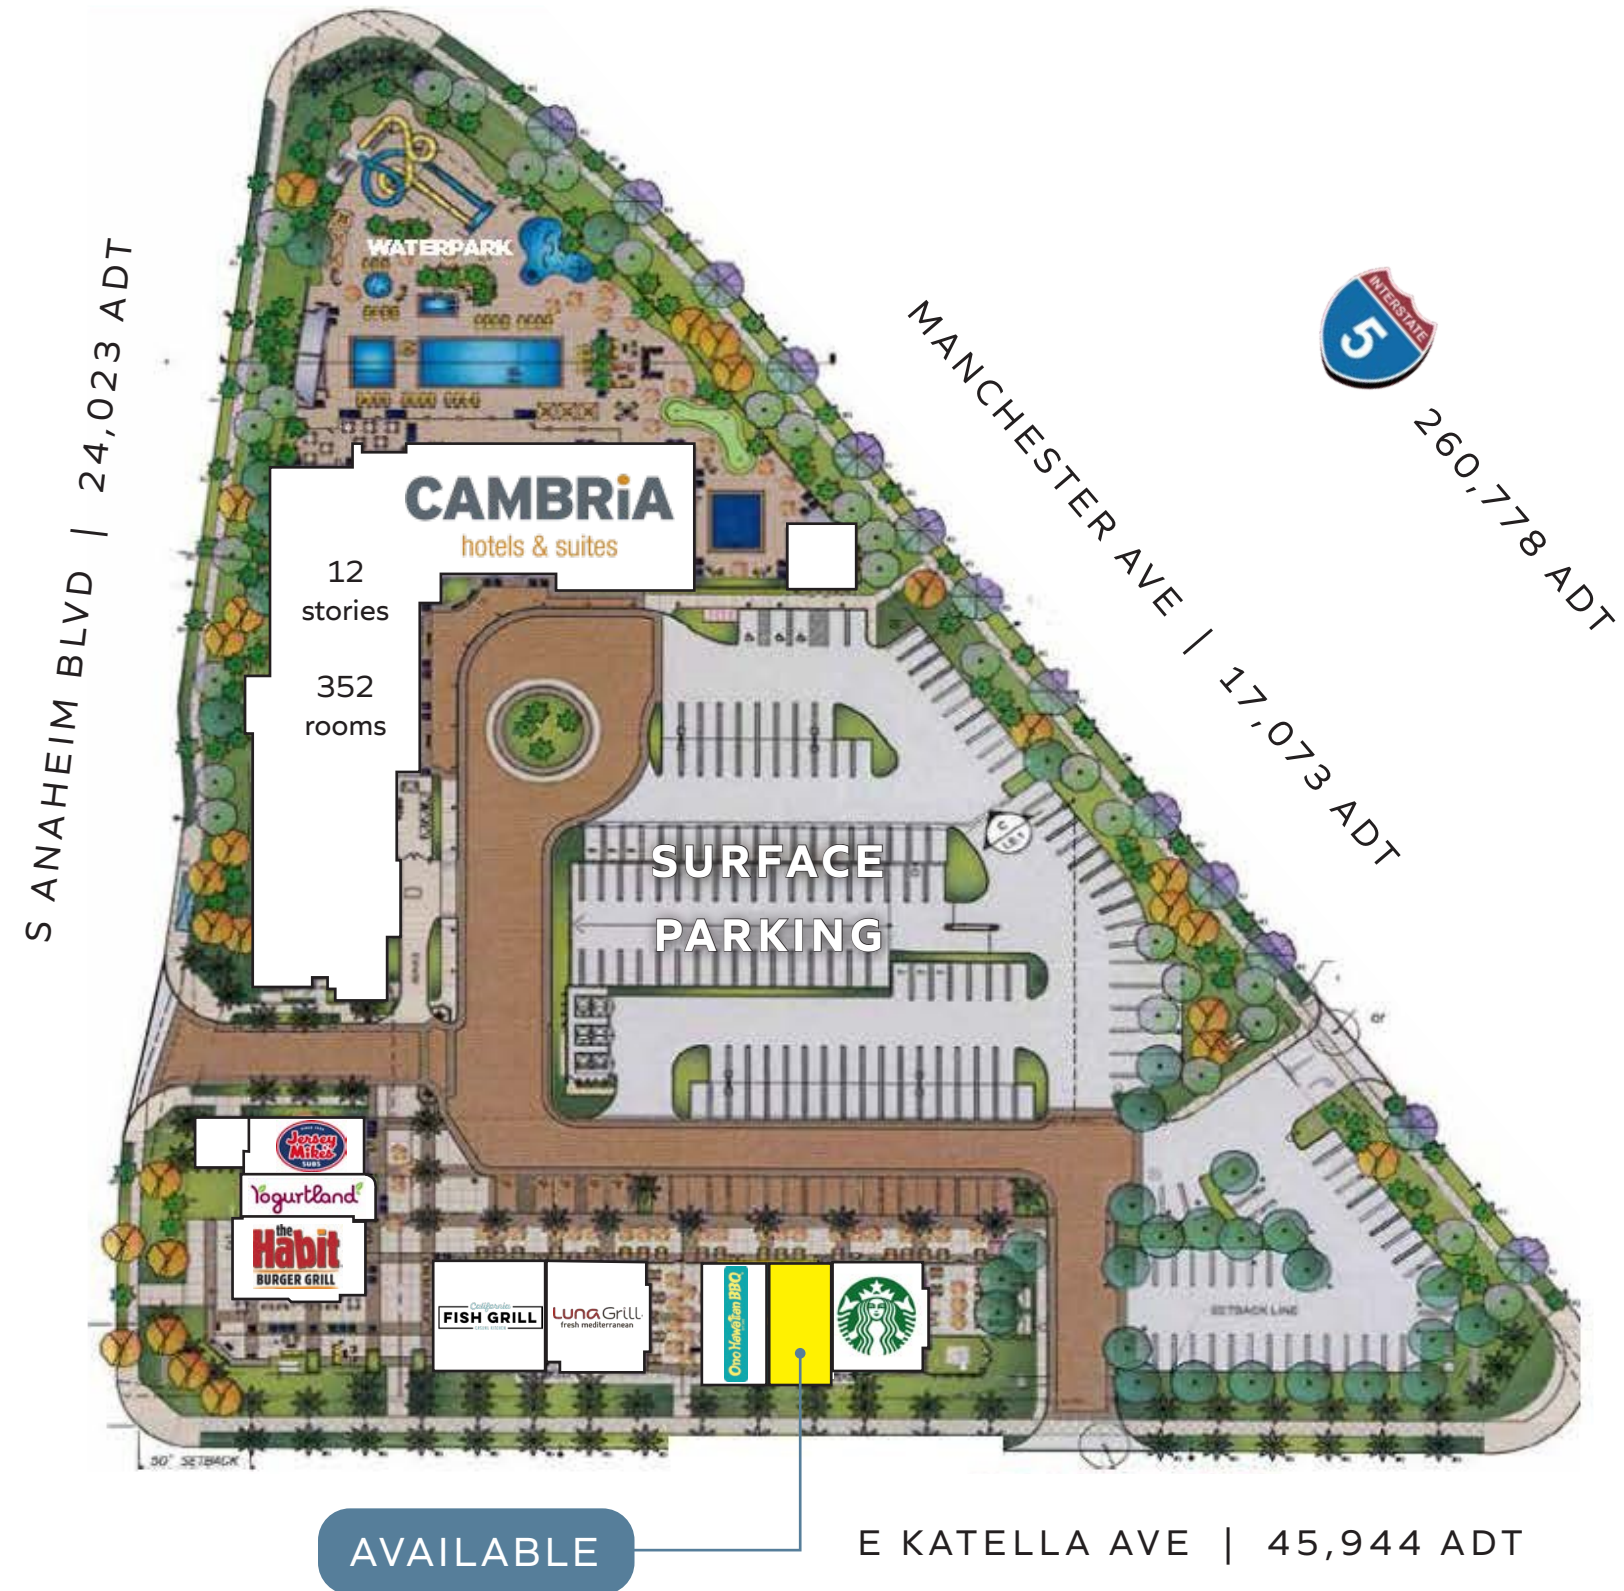 WATERPARK
S ANAHEIM BLVD | 24,023 ADT
MANCHESTER AVE | 17,073 ADT
INTERSTATE
5
260,778 ADT
CAMBRiA
hotels & suites
12
stories
352
rooms
SURFACE
PARKING
Jersey
Mike's
SUBS
Yogurtland
the
Habit
BURGER GRILL
California
FISH GRILL
Luna Grill
fresh mediterranean
Ono Hawaiian BBQ
SETBACK LINE
50' SETBACK
AVAILABLE
E KATELLA AVE | 45,944 ADT